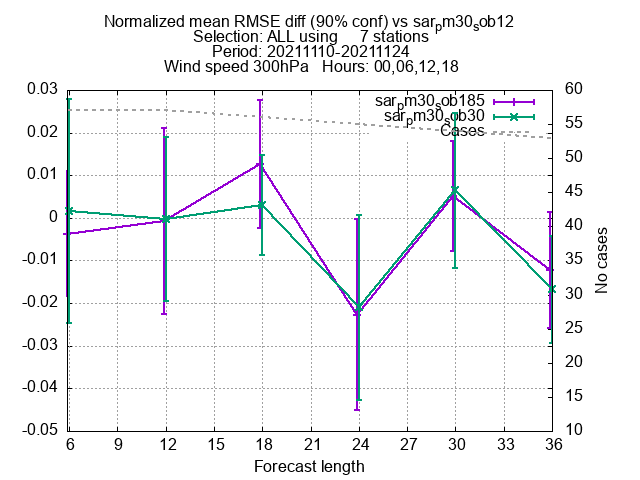 Normalized mean RMSE diff (90% conf) vs sarpm30sob12
Selection: ALL using     7 stations
Period: 20211110-20211124
Wind speed 300hPa   Hours: 00,06,12,18
sarpm30sob185
sarpm30sob30
Cases
0.03
0.02
0.01
0
-0.01
-0.02
-0.03
-0.04
-0.05
60
55
50
45
40
35
30
25
20
15
10
No cases
6 9 12 15 18 21 24 27 30 33 36
Forecast length